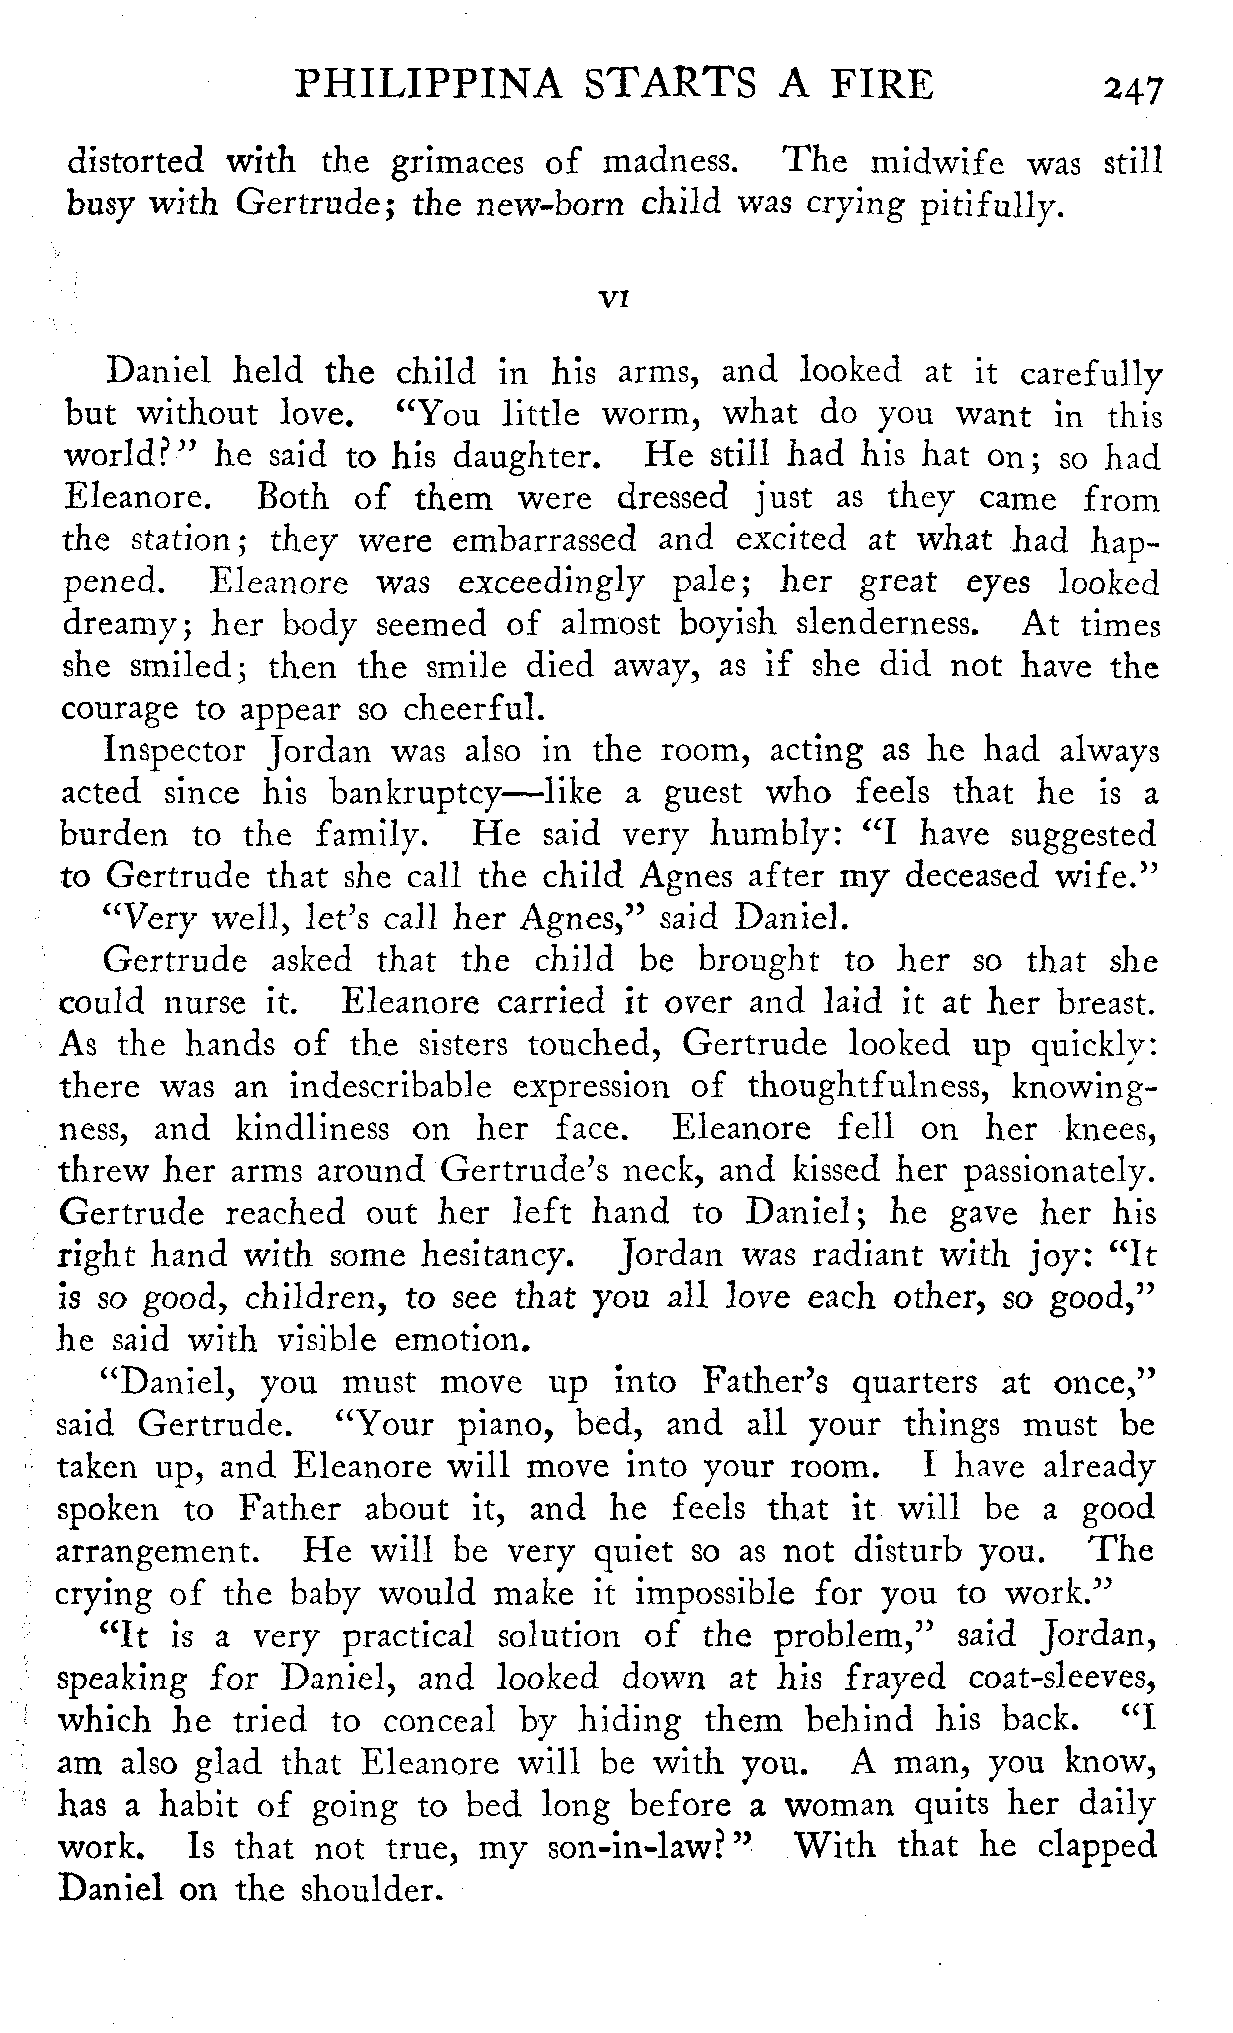 PHILIPPINA STARTS A FIRE 247
distorted with the grimaces of madness. The midwife was still
busy with Gertrude; the new-born child was crying pitifully.
VI
Daniel held the child in his arms, and looked at it carefully
but without love. “You little worm, what do you want in this
world?” he said to his daughter. He still had his hat on; so had
Eleanore. Both of them were dressed just as they came from
the station; they were embarrassed and excited at what had hap-
pened. Eleanore was exceedingly pale; her great eyes looked
dreamy; her body seemed of almost boyish slenderness. At times
she smiled; then the smile died away, as if she did not have the
courage to appear so cheerful.
Inspector Jordan was also in the room, acting as he had always
acted since his bankruptcy—like a guest who feels that he is a
burden to the family. He said very humbly: “I have suggested
to Gertrude that she call the child Agnes after my deceased wife.”
“Very well, let’s call her Agnes,” said Daniel.
Gertrude asked that the child be brought to her so that she
could nurse it. Eleanore carried it over and laid it at her breast.
As the hands of the sisters touched, Gertrude looked up quickly:
there was an indescribable expression of thoughtfulness, knowing-
ness, and kindliness on her face. Eleanore fell on her knees,
threw her arms around Gertrude’s neck, and kissed her passionately.
Gertrude reached out her left hand to Daniel; he gave her his
right hand with some hesitancy. Jordan was radiant with joy: “It
is so good, children, to see that you all love each other, so good,”
he said with visible emotion.
“Daniel, you must move up into Father’s quarters at once,”
said Gertrude. “Your piano, bed, and all your things must be
taken up, and Eleanore will move into your room. I have already
spoken to Father about it, and he feels that it will be a good
arrangement. He will be very quiet so as not disturb you. The
crying of the baby would make it impossible for you to work.”
“It is a very practical solution of the problem,” said Jordan,
speaking for Daniel, and looked down at his frayed coat-sleeves,
which he tried to conceal by hiding them behind his back. “I
am also glad that Eleanore will be with you. A man, you know,
has a habit of going to bed long before a woman quits her daily
work. Is that not true, my son-in-law?” With that he clapped
Daniel on the shoulder.